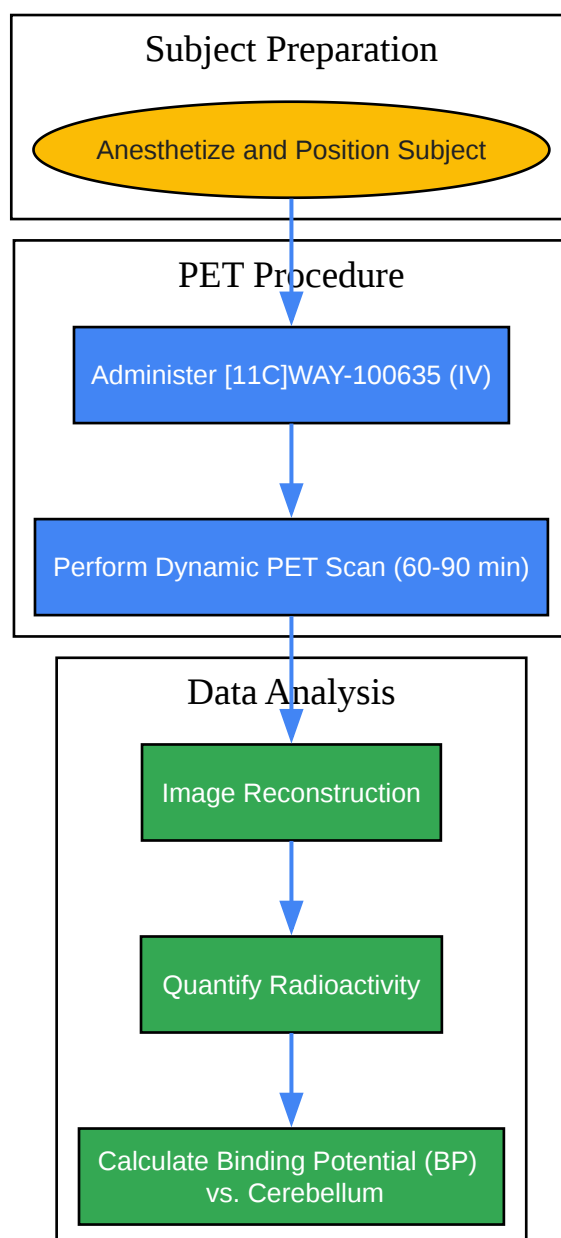 Subject Preparation
Anesthetize and Position Subject
PET Procedure
Administer [11C]WAY-100635 (IV)
Perform Dynamic PET Scan (60-90 min)
Data Analysis
Image Reconstruction
Quantify Radioactivity
Calculate Binding Potential (BP)
vs. Cerebellum